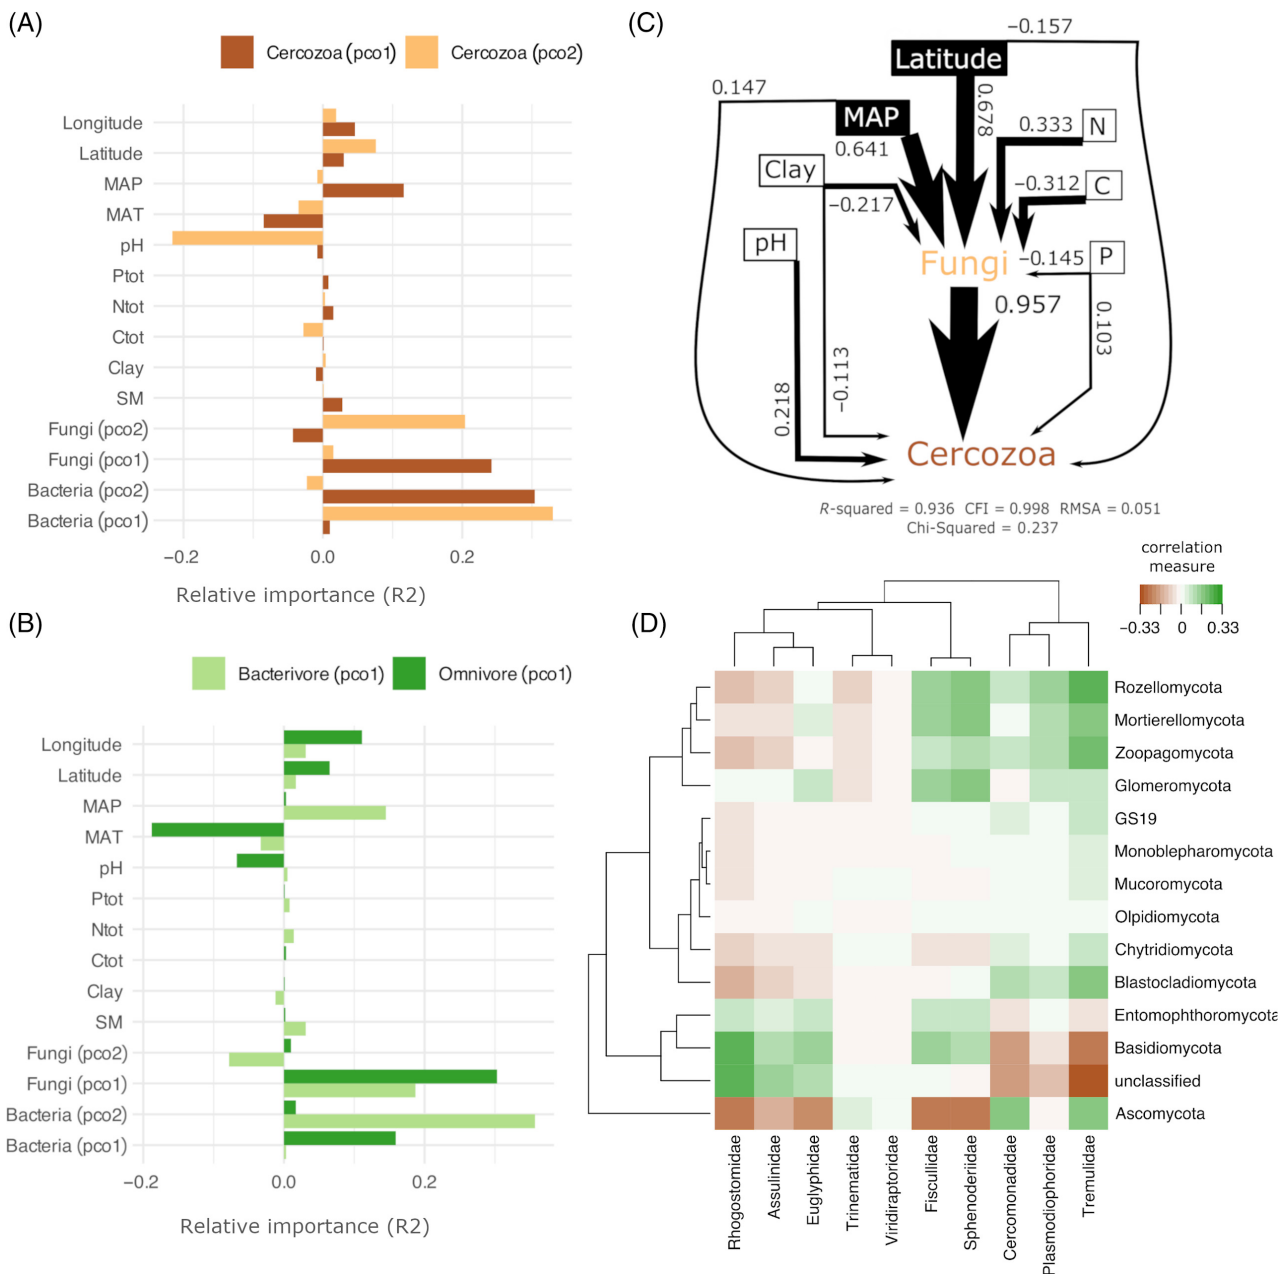 (A)
Cercozoa (pco1)
Cercozoa (pco2)
Longitude
Latitude
MAP
MAT
pH
Ptot
Ntot
Ctot
Clay
SM
Fungi (pco2)
Fungi (pco1)
Bacteria (pco2)
Bacteria (pco1)
−0.2
0.0
0.2
Relative importance (R2)
(B)
Bacterivore (pco1)
Omnivore (pco1)
Longitude
Latitude
MAP
MAT
pH
Ptot
Ntot
Ctot
Clay
SM
Fungi (pco2)
Fungi (pco1)
Bacteria (pco2)
Bacteria (pco1)
−0.2
0.0
0.2
Relative importance (R2)
(C)
−0.157
Latitude
0.147
MAP
0.678
0.641
0.333
N
Clay
−0.312
C
−0.217
pH
Fungi
−0.145
P
0.957
0.103
−0.113
0.218
Cercozoa
R-squared = 0.936 CFI = 0.998 RMSA = 0.051
Chi-Squared = 0.237
(D)
correlation
measure
−0.33
0
0.33
Rozellomycota
Mortierellomycota
Zoopagomycota
Glomeromycota
GS19
Monoblepharomycota
Mucoromycota
Olpidiomycota
Chytridiomycota
Blastocladiomycota
Entomophthoromycota
Basidiomycota
unclassified
Ascomycota
Rhogostomidae
Assulinidae
Euglyphidae
Trinematidae
Viridiraptoridae
Fiscullidae
Sphenoderiidae
Cercomonadidae
Plasmodiophoridae
Tremulidae